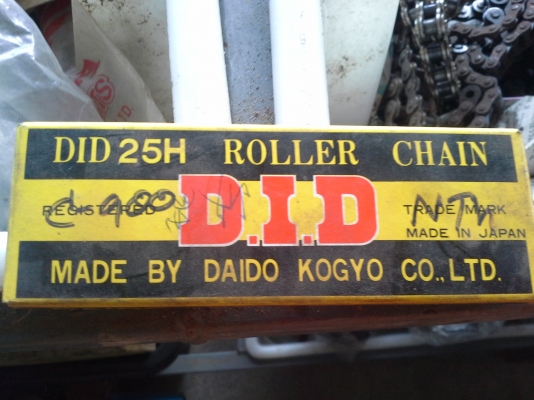 DID 25H ROLLER CHAIN
REGISTERED D.I.D TRADE MARK
MADE IN JAPAN
MADE BY DAIDO KOGYO CO.,LTD.